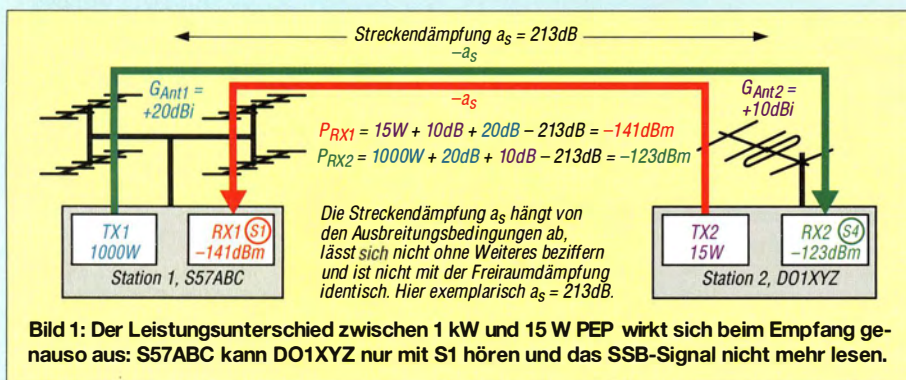 Streckendämpfung aS = 213dB
–aS
GAnt1 =
+20dBi
–aS
GAnt2 =
+10dBi
PRX1 = 15W + 10dB + 20dB – 213dB = –141dBm
PRX2 = 1000W + 20dB + 10dB – 213dB = –123dBm
TX1
1000W
RX1 S1
–141dBm
Station 1, S57ABC
Die Streckendämpfung aS hängt von
den Ausbreitungsbedingungen ab,
lässt sich nicht ohne Weiteres beziffern
und ist nicht mit der Freiraumdämpfung
identisch. Hier exemplarisch aS = 213dB.
TX2
15W
RX2 S4
–123dBm
Station 2, DO1XYZ
Bild 1: Der Leistungsunterschied zwischen 1 kW und 15 W PEP wirkt sich beim Empfang ge-
nauso aus: S57ABC kann DO1XYZ nur mit S1 hören und das SSB-Signal nicht mehr lesen.